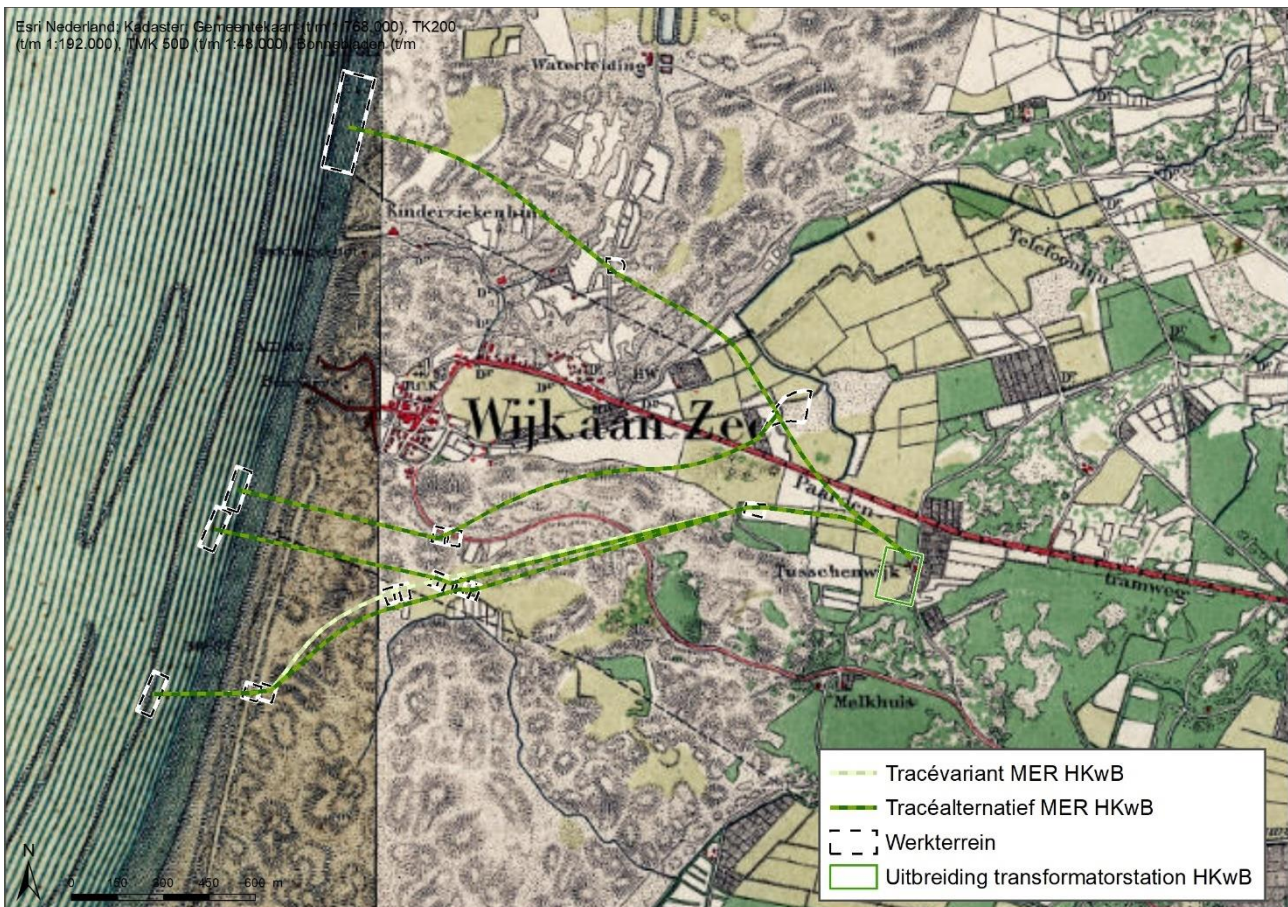 Esri Nederland; Kadaster, Gemeentekaart (t/m 1:768.000), TK200
(t/m 1:192.000), TMK 50D (t/m 1:48.000), Bonnebladen (t/m
Waterleiding
Kinderziekenhuis
Telefoonlijn
Wijk aan Zee
R.C.K
HW
Dn
Paarden
tramweg
Tusschenwijk
Melkhuis
Tracévariant MER HKwB
Tracéalternatief MER HKwB
Werkterrein
Uitbreiding transformatorstation HKwB
N
0 150 300 450 600 m